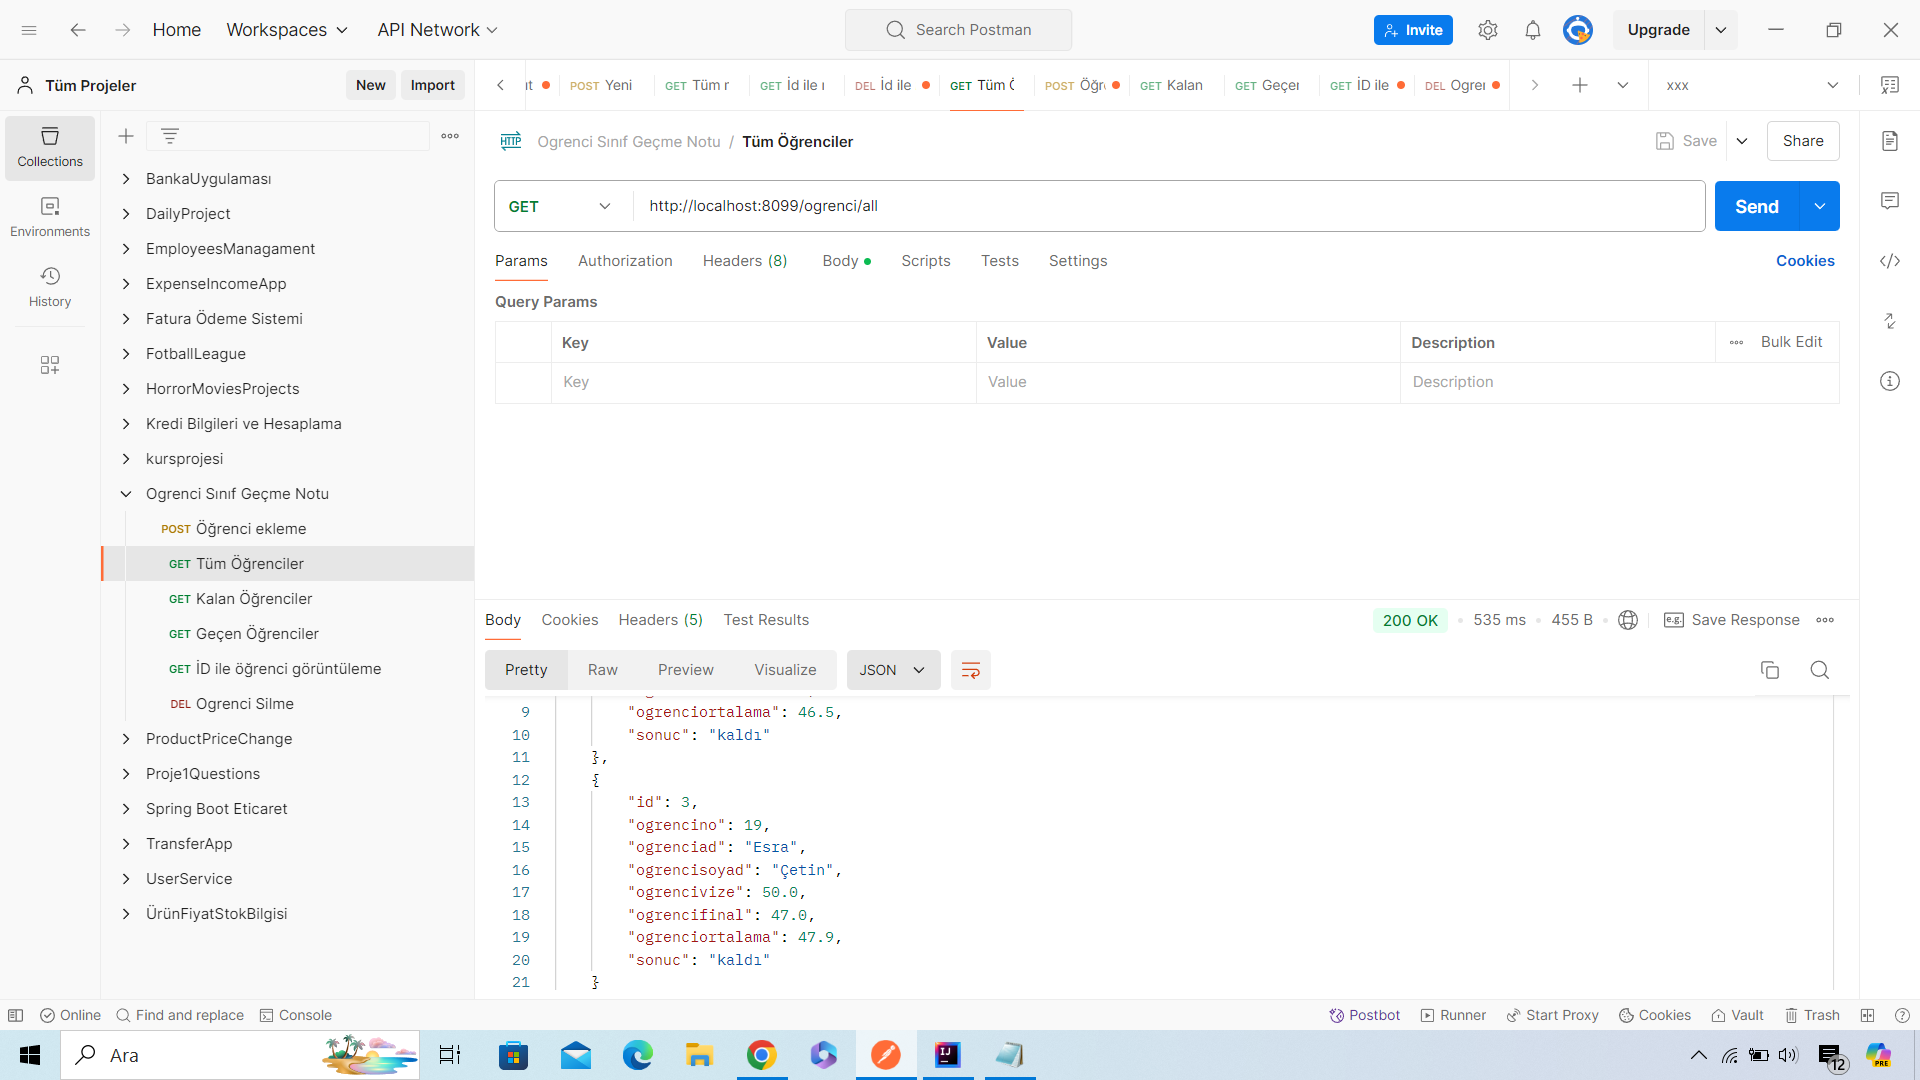 Home
Workspaces
API Network
Search Postman
Invite
Upgrade
Tüm Projeler
New
Import
POST Yeni
GET Tüm r
GET İd ile
DEL İd ile
GET Tüm
POST Öğr
GET Kalan
GET Geçer
GET İD ile
DEL Ogrer
xxx
Collections
Environments
History
BankaUygulaması
DailyProject
EmployeesManagament
ExpenseIncomeApp
Fatura Ödeme Sistemi
FotballLeague
HorrorMoviesProjects
Kredi Bilgileri ve Hesaplama
kursprojesi
Ogrenci Sınıf Geçme Notu
POST Öğrenci ekleme
GET Tüm Öğrenciler
GET Kalan Öğrenciler
GET Geçen Öğrenciler
GET İD ile öğrenci görüntüleme
DEL Ogrenci Silme
ProductPriceChange
Proje1Questions
Spring Boot Eticaret
TransferApp
UserService
ÜrünFiyatStokBilgisi
HTTP Ogrenci Sınıf Geçme Notu / Tüm Öğrenciler
Save
Share
GET http://localhost:8099/ogrenci/all
Send
Params Authorization Headers (8) Body Scripts Tests Settings
Cookies
Query Params
Key Value Description Bulk Edit
Key Value Description
Body Cookies Headers (5) Test Results
200 OK 535 ms 455 B e.g. Save Response
Pretty Raw Preview Visualize JSON
9 "ogrenciortalama": 46.5,
10 "sonuc": "kaldı"
11 },
12 {
13 "id": 3,
14 "ogrencino": 19,
15 "ogrenciad": "Esra",
16 "ogrencisoyad": "Çetin",
17 "ogrencivize": 50.0,
18 "ogrencifinal": 47.0,
19 "ogrenciortalama": 47.9,
20 "sonuc": "kaldı"
21 }
Online Find and replace Console
Postbot Runner Start Proxy Cookies Vault Trash
Ara
IJ
12
PRE